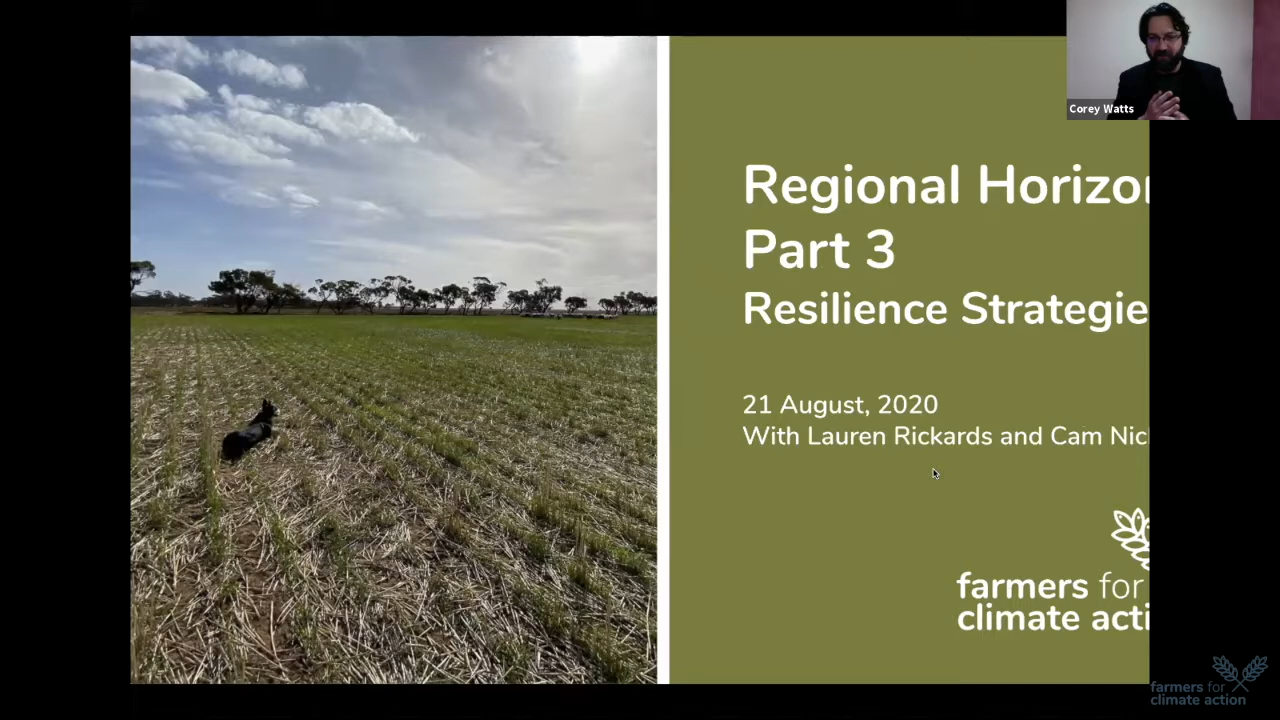 Corey Watts
Regional Horizon
Part 3
Resilience Strategie
21 August, 2020
With Lauren Rickards and Cam Nic
farmers for
climate acti
farmers for
climate action